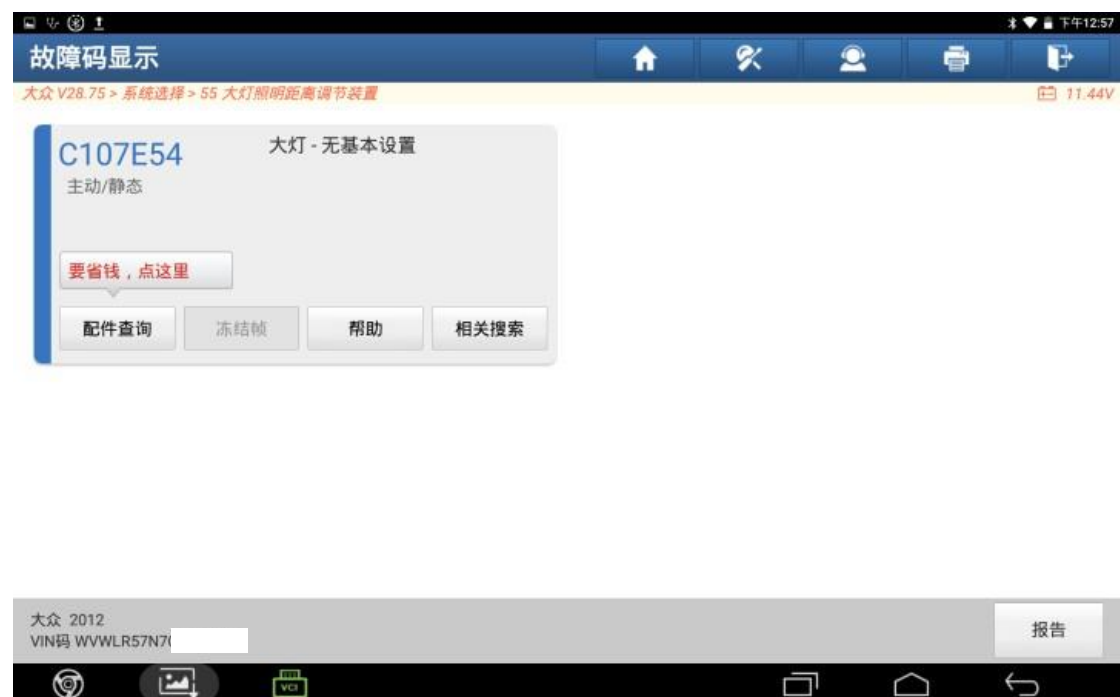 下午12:57
故障码显示
大众 V28.75 > 系统选择 > 55 大灯照明距离调节装置
11.44V
C107E54
大灯 - 无基本设置
主动/静态
要省钱，点这里
配件查询
冻结帧
帮助
相关搜索
大众 2012
VIN码 WVWLR57N7
报告
VCI